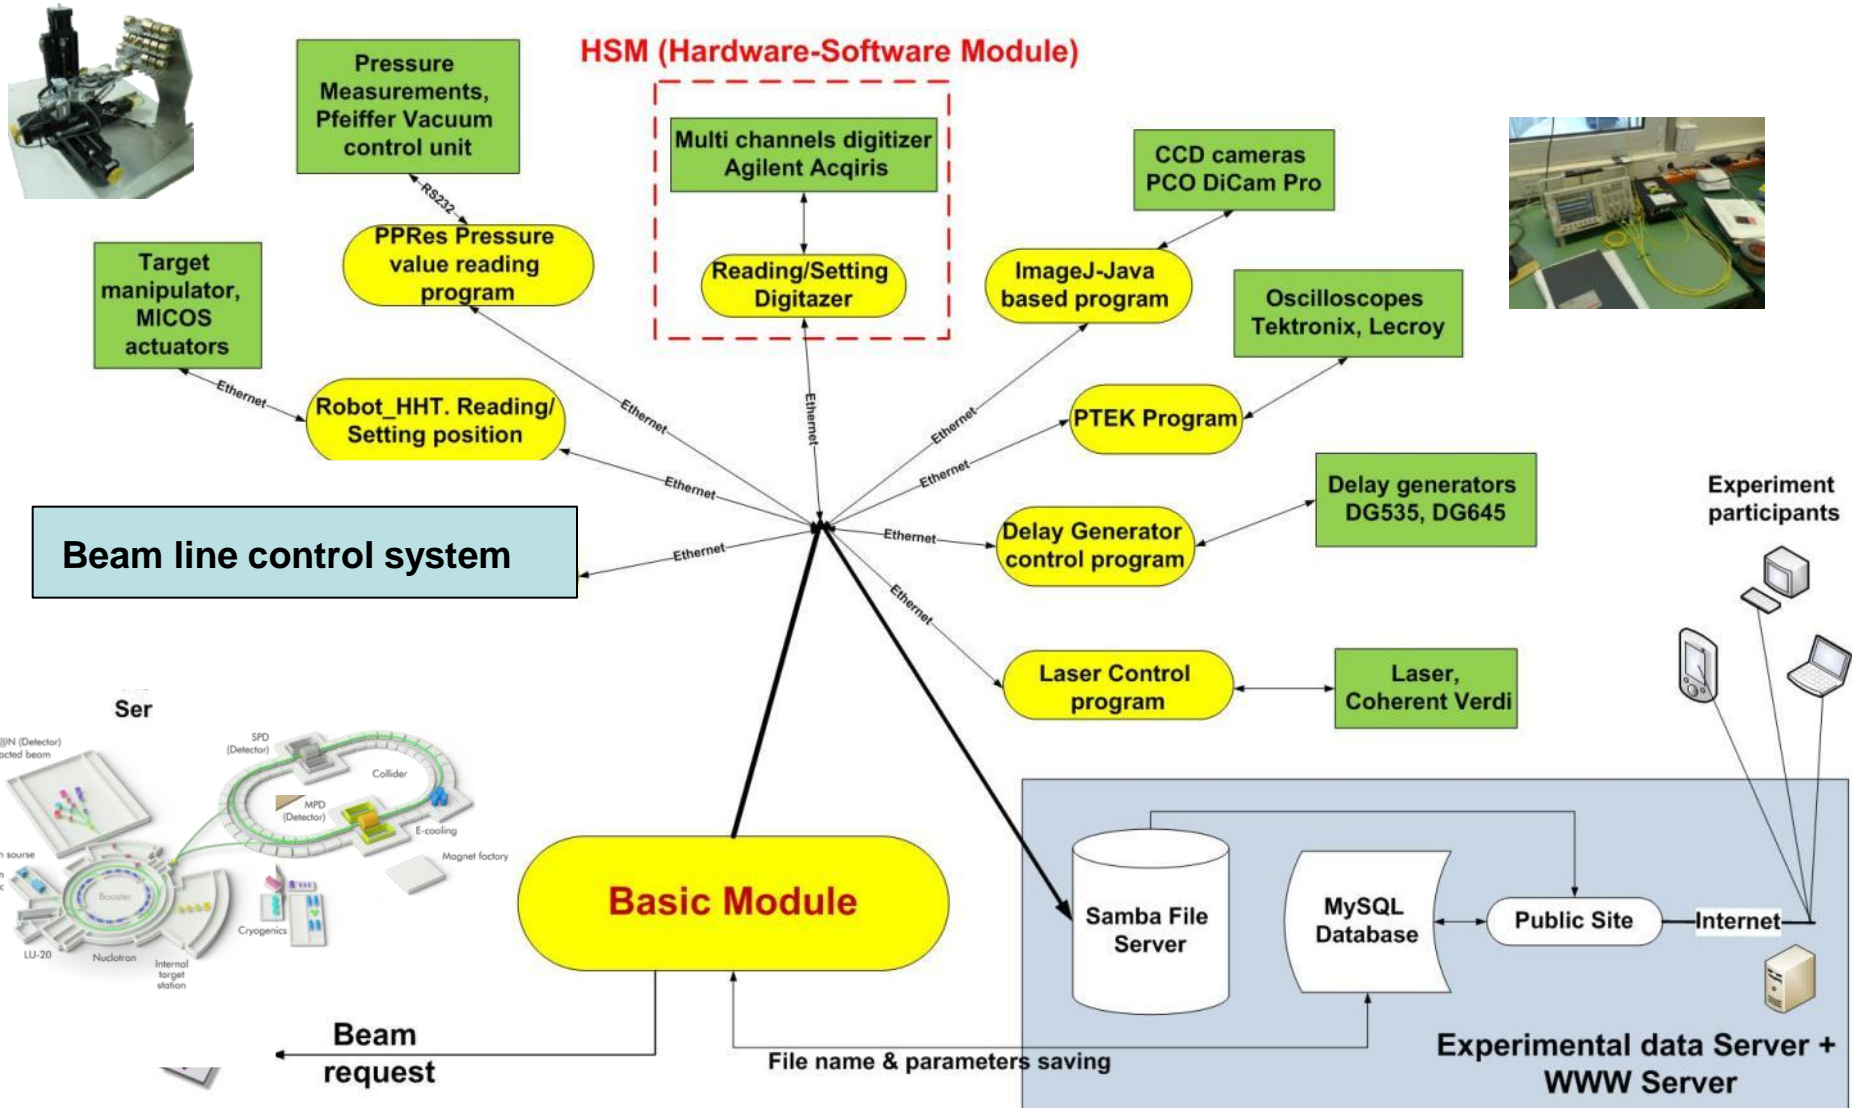 HSM (Hardware-Software Module)
Pressure
Measurements,
Pfeiffer Vacuum
control unit
RS232
PPRes Pressure
value reading
program
Multi channels digitizer
Agilent Acqiris
Reading/Setting
Digitazer
CCD cameras
PCO DiCam Pro
ImageJ-Java
based program
Target
manipulator,
MICOS
actuators
Ethernet
Robot_HHT. Reading/
Setting position
Oscilloscopes
Tektronix, Lecroy
PTEK Program
Ethernet
Ethernet
Ethernet
Ethernet
Ethernet
Delay generators
DG535, DG645
Delay Generator
control program
Ethernet
Beam line control system
Ethernet
Ethernet
Laser Control
program
Laser,
Coherent Verdi
Experiment
participants
Ser
@N (Detector)
acted beam
SPD
(Detector)
Collider
MPD
(Detector)
E-cooling
Magnet factory
n sourse
Booster
Cryogenics
LU-20
Nuclotron
Internal
target
station
Basic Module
Samba File
Server
MySQL
Database
Public Site
Internet
Beam
request
File name & parameters saving
Experimental data Server +
WWW Server